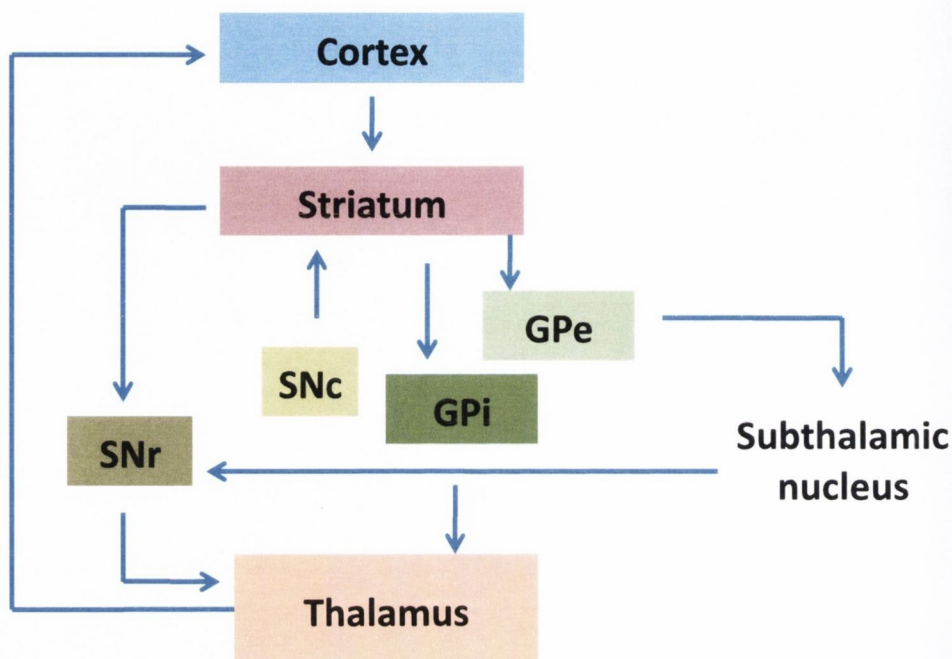 Cortex
Striatum
GPe
SNc
GPi
SNr
Subthalamic
nucleus
Thalamus